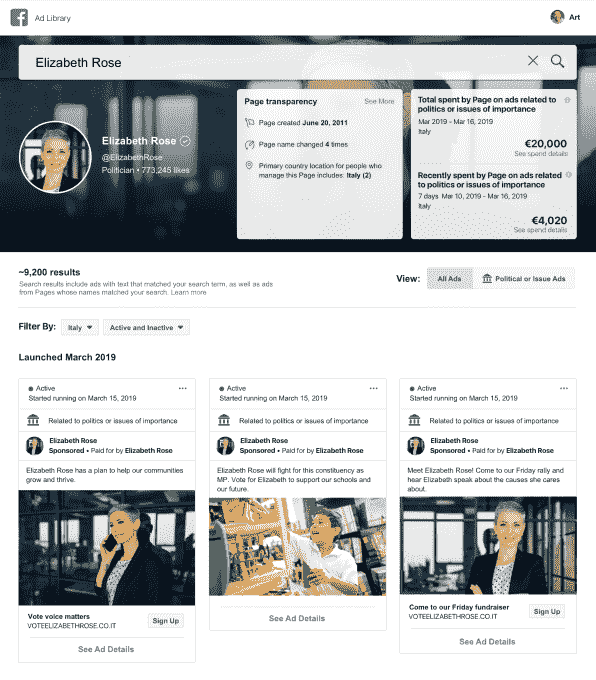 Ad Library
Art
Elizabeth Rose
Elizabeth Rose
@ElizabethRose
Politician • 773,245 likes
Page transparency
See More
Page created June 20, 2011
Page name changed 4 times
Primary country location for people who
manage this Page includes: Italy (2)
Total spent by Page on ads related to
politics or issues of importance
Mar 2019 - Mar 16, 2019
Italy
€20,000
See spend details
Recently spent by Page on ads related
to politics or issues of importance
7 days Mar 10, 2019 - Mar 16, 2019
Italy
€4,020
See spend details
~9,200 results
Search results include ads with text that matched your search term, as well as ads
from Pages whose names matched your search. Learn more
View:
All Ads
Political or Issue Ads
Filter By:
Italy
Active and Inactive
Launched March 2019
Active
Started running on March 15, 2019
Related to politics or issues of importance
Elizabeth Rose
Sponsored • Paid for by Elizabeth Rose
Elizabeth Rose has a plan to help our communities
grow and thrive.
Vote voice matters
VOTEELIZABETHROSE.CO.IT
Sign Up
See Ad Details
Active
Started running on March 15, 2019
Related to politics or issues of importance
Elizabeth Rose
Sponsored • Paid for by Elizabeth Rose
Elizabeth Rose will fight for this constituency as
MP. Vote for Elizabeth to support our schools and
our future.
See Ad Details
Active
Started running on March 15, 2019
Related to politics or issues of importance
Elizabeth Rose
Sponsored • Paid for by Elizabeth Rose
Meet Elizabeth Rose! Come to our Friday rally and
hear Elizabeth speak about the causes she cares
about.
Come to our Friday fundraiser
VOTEELIZABETHROSE.CO.IT
Sign Up
See Ad Details